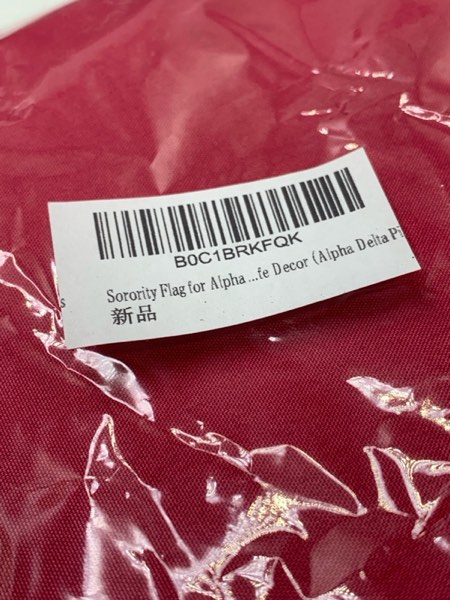 B0C1BRKFQK
Sorority Flag for Alpha ...fe Decor (Alpha Delta Pi
新品
s